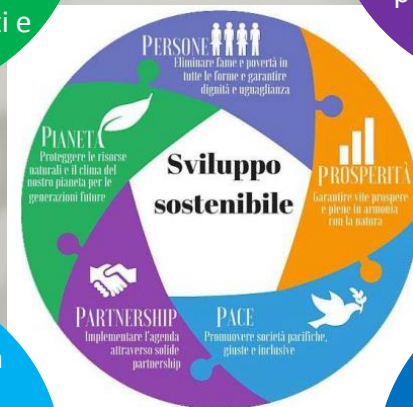 ti e
p
PERSONE
Eliminare fame e povertà in
tutte le forme e garantire
dignità e uguaglianza
PIANETA
Proteggere le risorse
naturali e il clima del
nostro pianeta per le
generazioni future
Sviluppo
sostenibile
PROSPERITÀ
Garantire vite prospere
e piene in armonia
con la natura
PARTNERSHIP
Implementare l'agenda
attraverso solide
partnership
PACE
Promuovere società pacifiche,
giuste e inclusive